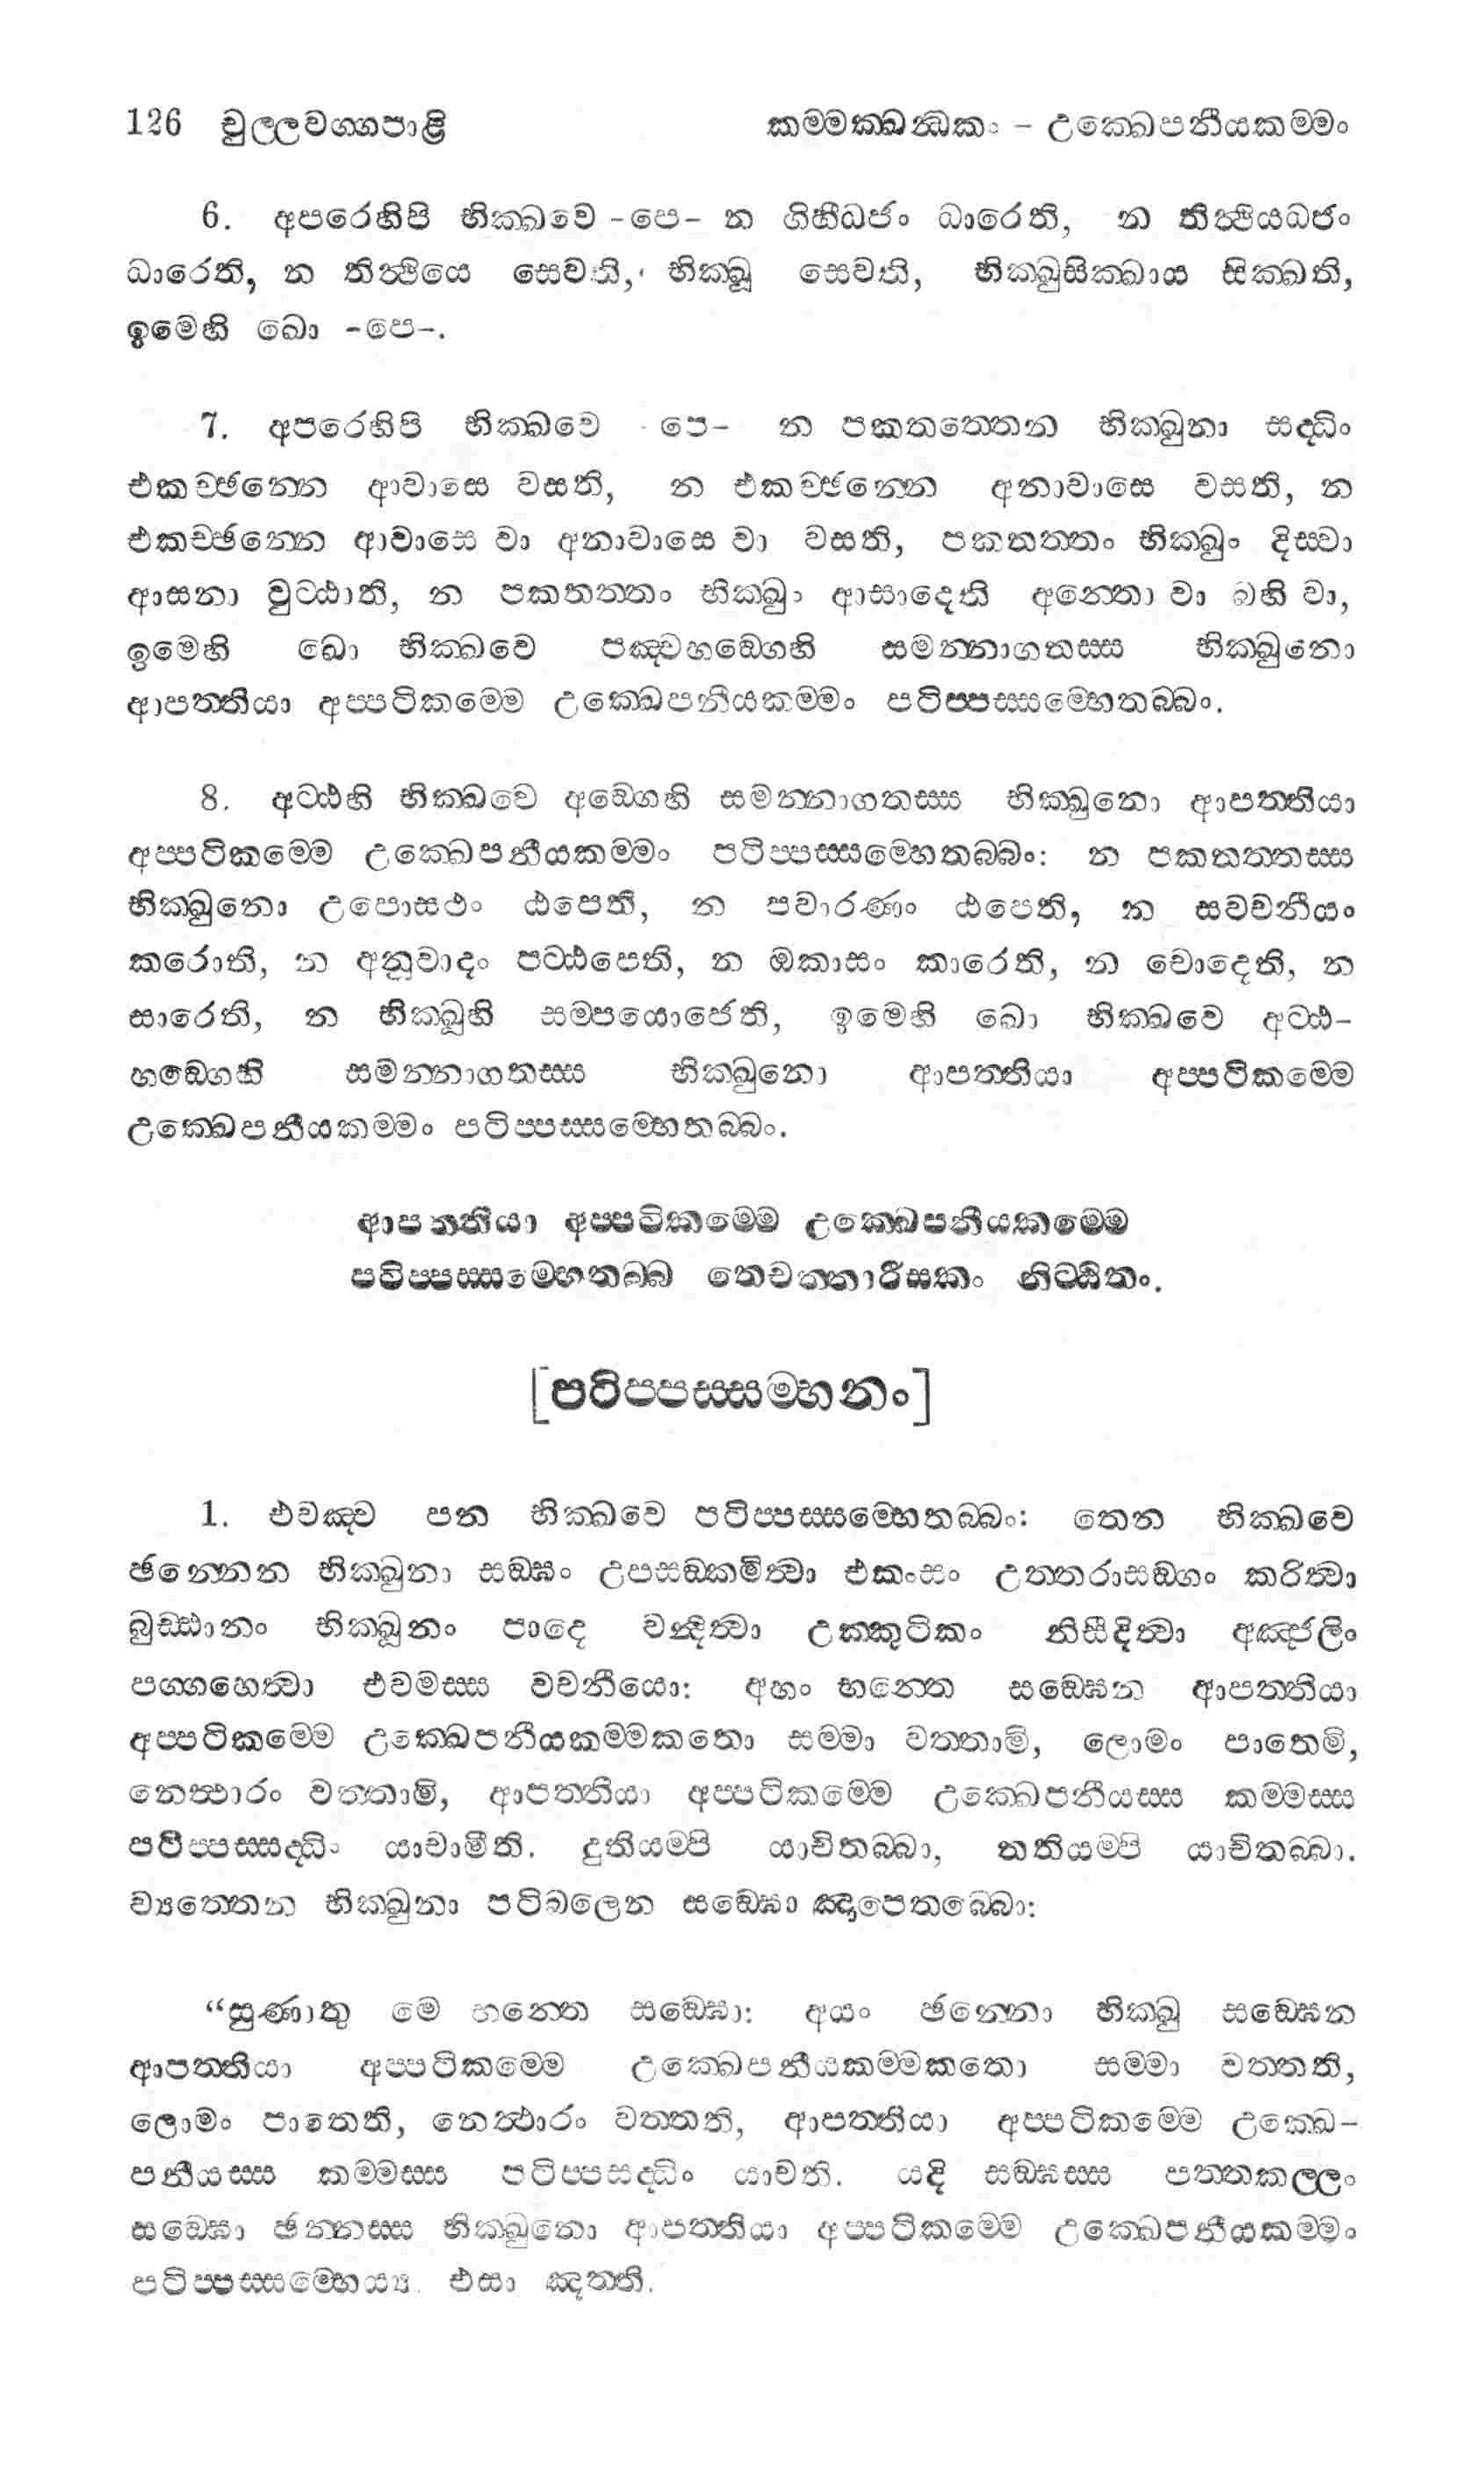 126 චුල්ලවග්ගපාළි කම්මක්ඛන්ධකං – උක්ඛෙපනීයකම්මං
6. අපරෙහිපි භික්ඛවෙ -පෙ- න ගිහීධජං ධාරෙති, න තිත්ථියධජං
ධාරෙති, න තිත්ථියෙ සෙවති, භික්ඛූ සෙවති, භික්ඛුසික්ඛාය සික්ඛති,
ඉමෙහි ඛො -පෙ-.
7. අපරෙහිපි භික්ඛවෙ -පෙ- න පකතත්තෙන භික්ඛුනා සද්ධිං
එකච්ඡන්නෙ ආවාසෙ වසති, න එකච්ඡන්නෙ අනාවාසෙ වසති, න
එකච්ඡන්නෙ ආවාසෙ වා අනාවාසෙ වා වසති, පකතත්තං භික්ඛුං දිස්වා
ආසනා වුට්ඨාති, න පකතත්තං භික්ඛුං ආසාදෙති අන්තො වා බහි වා,
ඉමෙහි ඛො භික්ඛවෙ පඤ්චහඞ්ගෙහි සමන්නාගතස්ස භික්ඛුනො
ආපත්තියා අප්පටිකම්මෙ උක්ඛෙපනීයකම්මං පටිප්පස්සම්භෙතබ්බං.
8. අට්ඨහි භික්ඛවෙ අඞ්ගෙහි සමන්නාගතස්ස භික්ඛුනො ආපත්තියා
අප්පටිකම්මෙ උක්ඛෙපනීයකම්මං පටිප්පස්සම්භෙතබ්බං: න පකතත්තස්ස
භික්ඛුනො උපොසථං ඨපෙති, න පවාරණං ඨපෙති, න සවචනීයං
කරොති, න අනුවාදං පට්ඨපෙති, න ඔකාසං කාරෙති, න චොදෙති, න
සාරෙති, න භික්ඛූහි සම්පයොජෙති, ඉමෙහි ඛො භික්ඛවෙ අට්ඨ-
හඞ්ගෙහි සමන්නාගතස්ස භික්ඛුනො ආපත්තියා අප්පටිකම්මෙ
උක්ඛෙපනීයකම්මං පටිප්පස්සම්භෙතබ්බං.
ආපත්තියා අප්පටිකම්මෙ උක්ඛෙපනීයකම්මෙ
පටිප්පස්සම්භෙතබ්බ තෙචත්තාරීසකං නිට්ඨිතං.
[පටිප්පස්සම්භනං]
1. එවඤ්ච පන භික්ඛවෙ පටිප්පස්සම්භෙතබ්බං: තෙන භික්ඛවෙ
ඡන්නෙන භික්ඛුනා සඞ්ඝං උපසඞ්කමිත්වා එකංසං උත්තරාසඞ්ගං කරිත්වා
බුඩ්ඪානං භික්ඛූනං පාදෙ වන්දිත්වා උක්කුටිකං නිසීදිත්වා අඤ්ජලිං
පග්ගහෙත්වා එවමස්ස වචනීයො: අහං භන්තෙ සඞ්ඝෙන ආපත්තියා
අප්පටිකම්මෙ උක්ඛෙපනීයකම්මකතො සම්මා වත්තාමි, ලොමං පාතෙමි,
නෙත්ථාරං වත්තාමි, ආපත්තියා අප්පටිකම්මෙ උක්ඛෙපනීයස්ස කම්මස්ස
පටිප්පස්සද්ධිං යාචාමීති. දුතියම්පි යාචිතබ්බා, තතියම්පි යාචිතබ්බා.
ව්‍යත්තෙන භික්ඛුනා පටිබලෙන සඞ්ඝො ඤාපෙතබ්බො:
“සුණාතු මෙ භන්තෙ සඞ්ඝො: අයං ඡන්නො භික්ඛු සඞ්ඝෙන
ආපත්තියා අප්පටිකම්මෙ උක්ඛෙපනීයකම්මකතො සම්මා වත්තති,
ලොමං පාතෙති, නෙත්ථාරං වත්තති, ආපත්තියා අප්පටිකම්මෙ උක්ඛෙ-
පනීයස්ස කම්මස්ස පටිප්පසද්ධිං යාචති. යදි සඞ්ඝස්ස පත්තකල්ලං
සඞ්ඝො ඡන්නස්ස භික්ඛුනො ආපත්තියා අප්පටිකම්මෙ උක්ඛෙපනීයකම්මං
පටිප්පස්සම්භෙය්‍ය. එසා ඤත්ති.